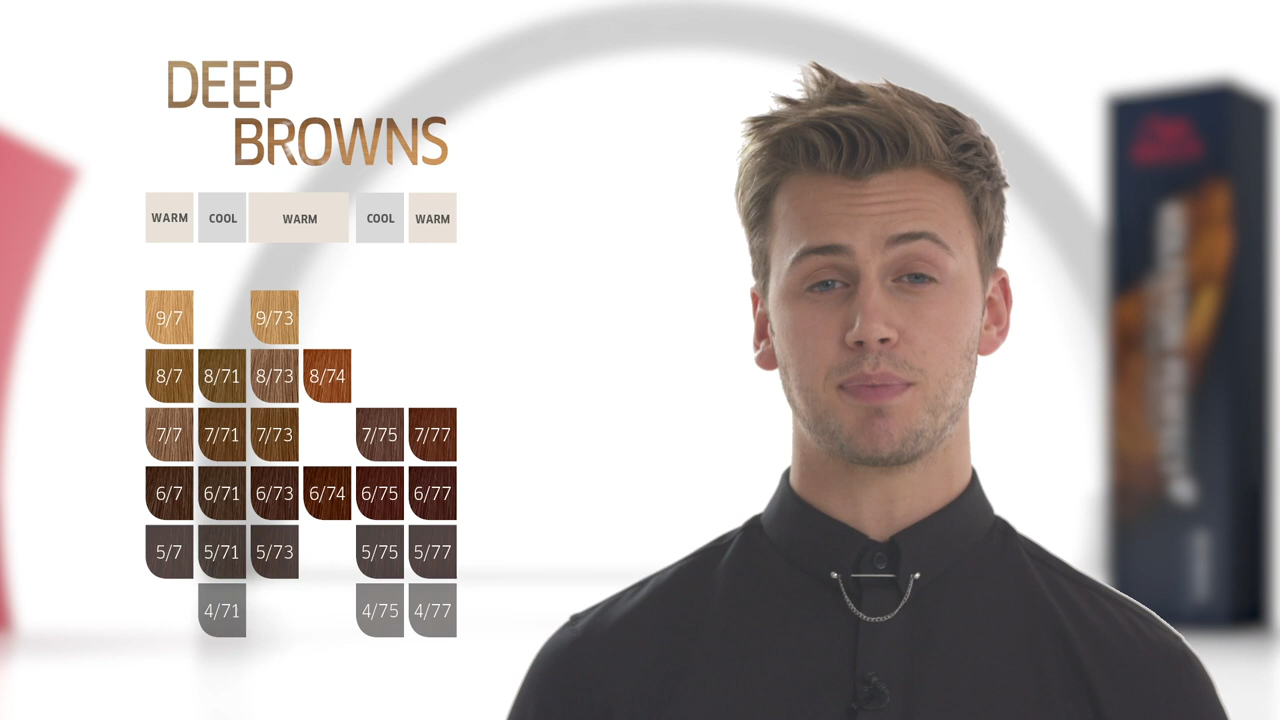 DEEP
BROWNS
WARM COOL WARM COOL WARM
9/7 9/73
8/7 8/71 8/73 8/74
7/7 7/71 7/73 7/75 7/77
6/7 6/71 6/73 6/74 6/75 6/77
5/7 5/71 5/73 5/75 5/77
4/71 4/75 4/77